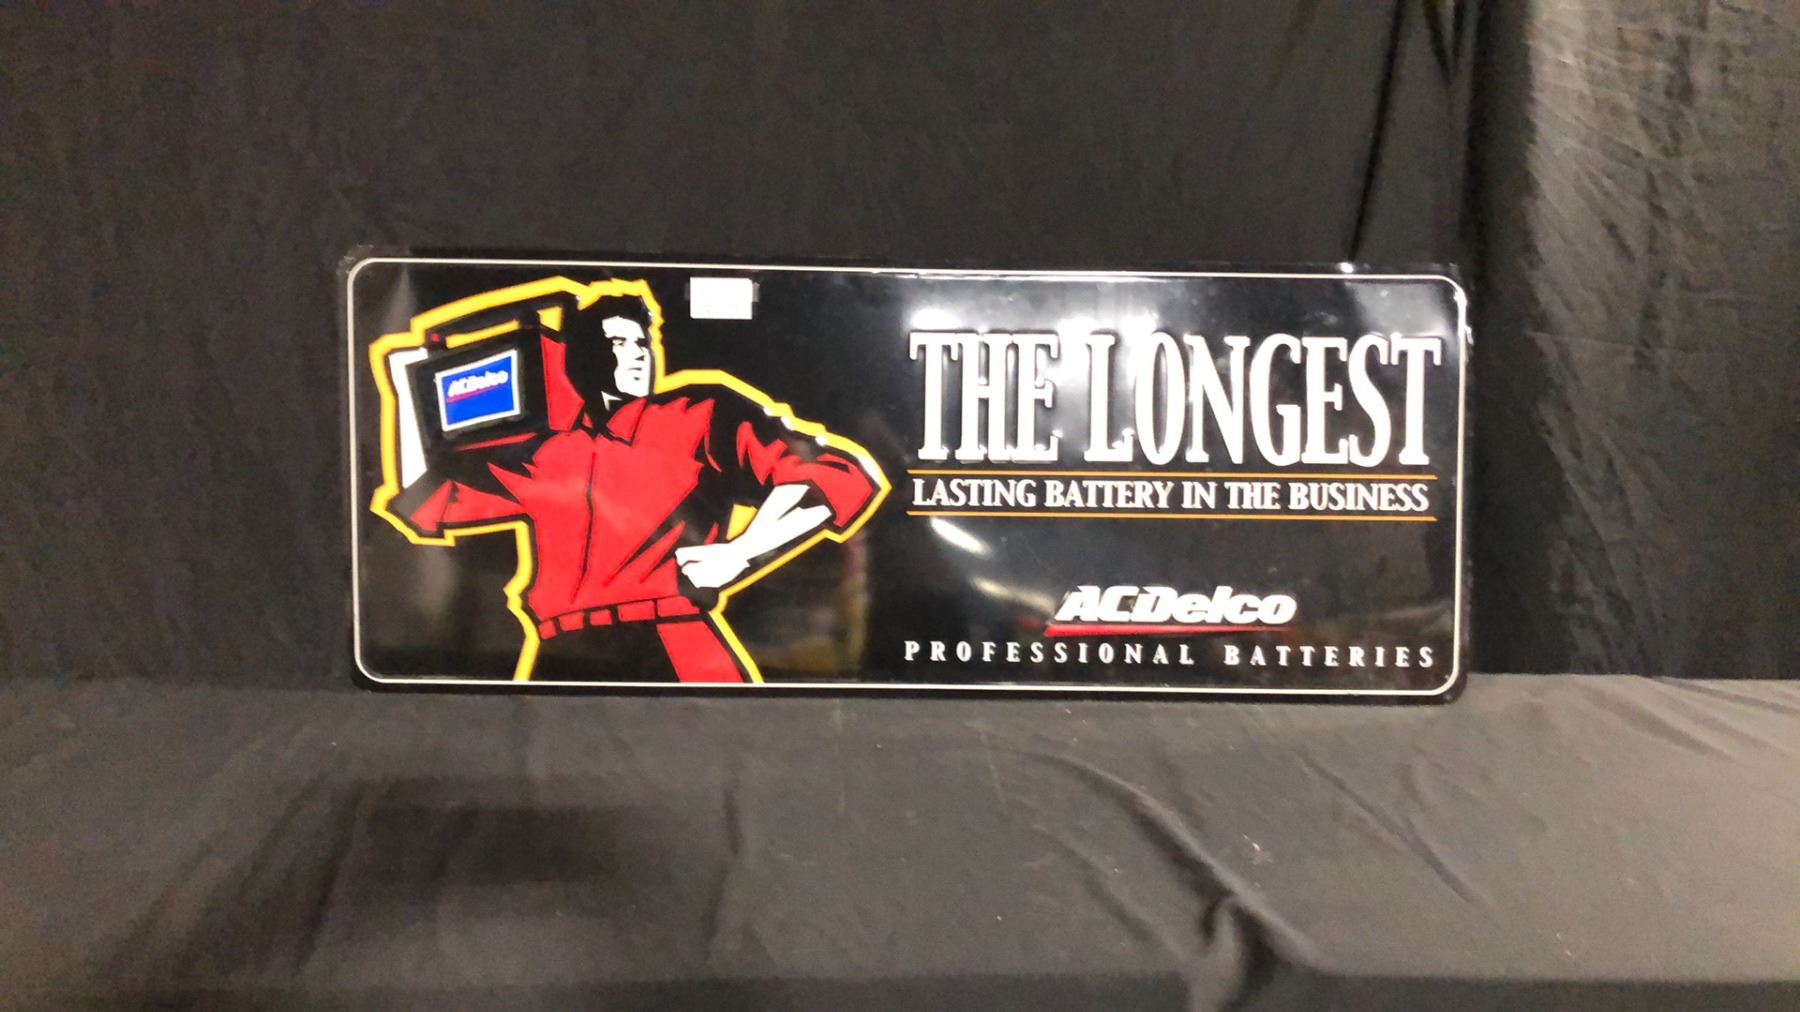 ACDelco
THE LONGEST
LASTING BATTERY IN THE BUSINESS
ACDelco
PROFESSIONAL BATTERIES